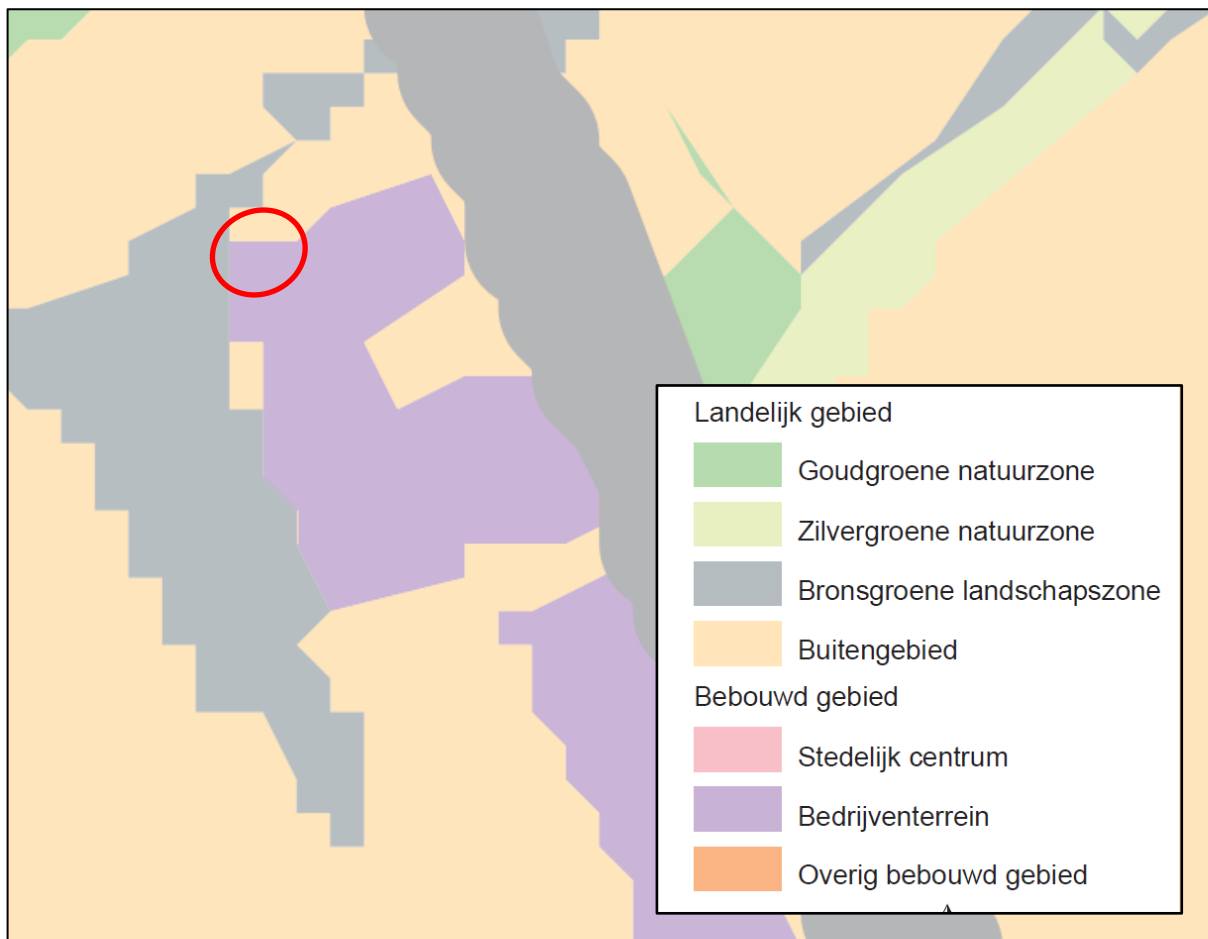 Landelijk gebied
Goudgroene natuurzone
Zilvergroene natuurzone
Bronsgroene landschapszone
Buitengebied
Bebouwd gebied
Stedelijk centrum
Bedrijventerrein
Overig bebouwd gebied